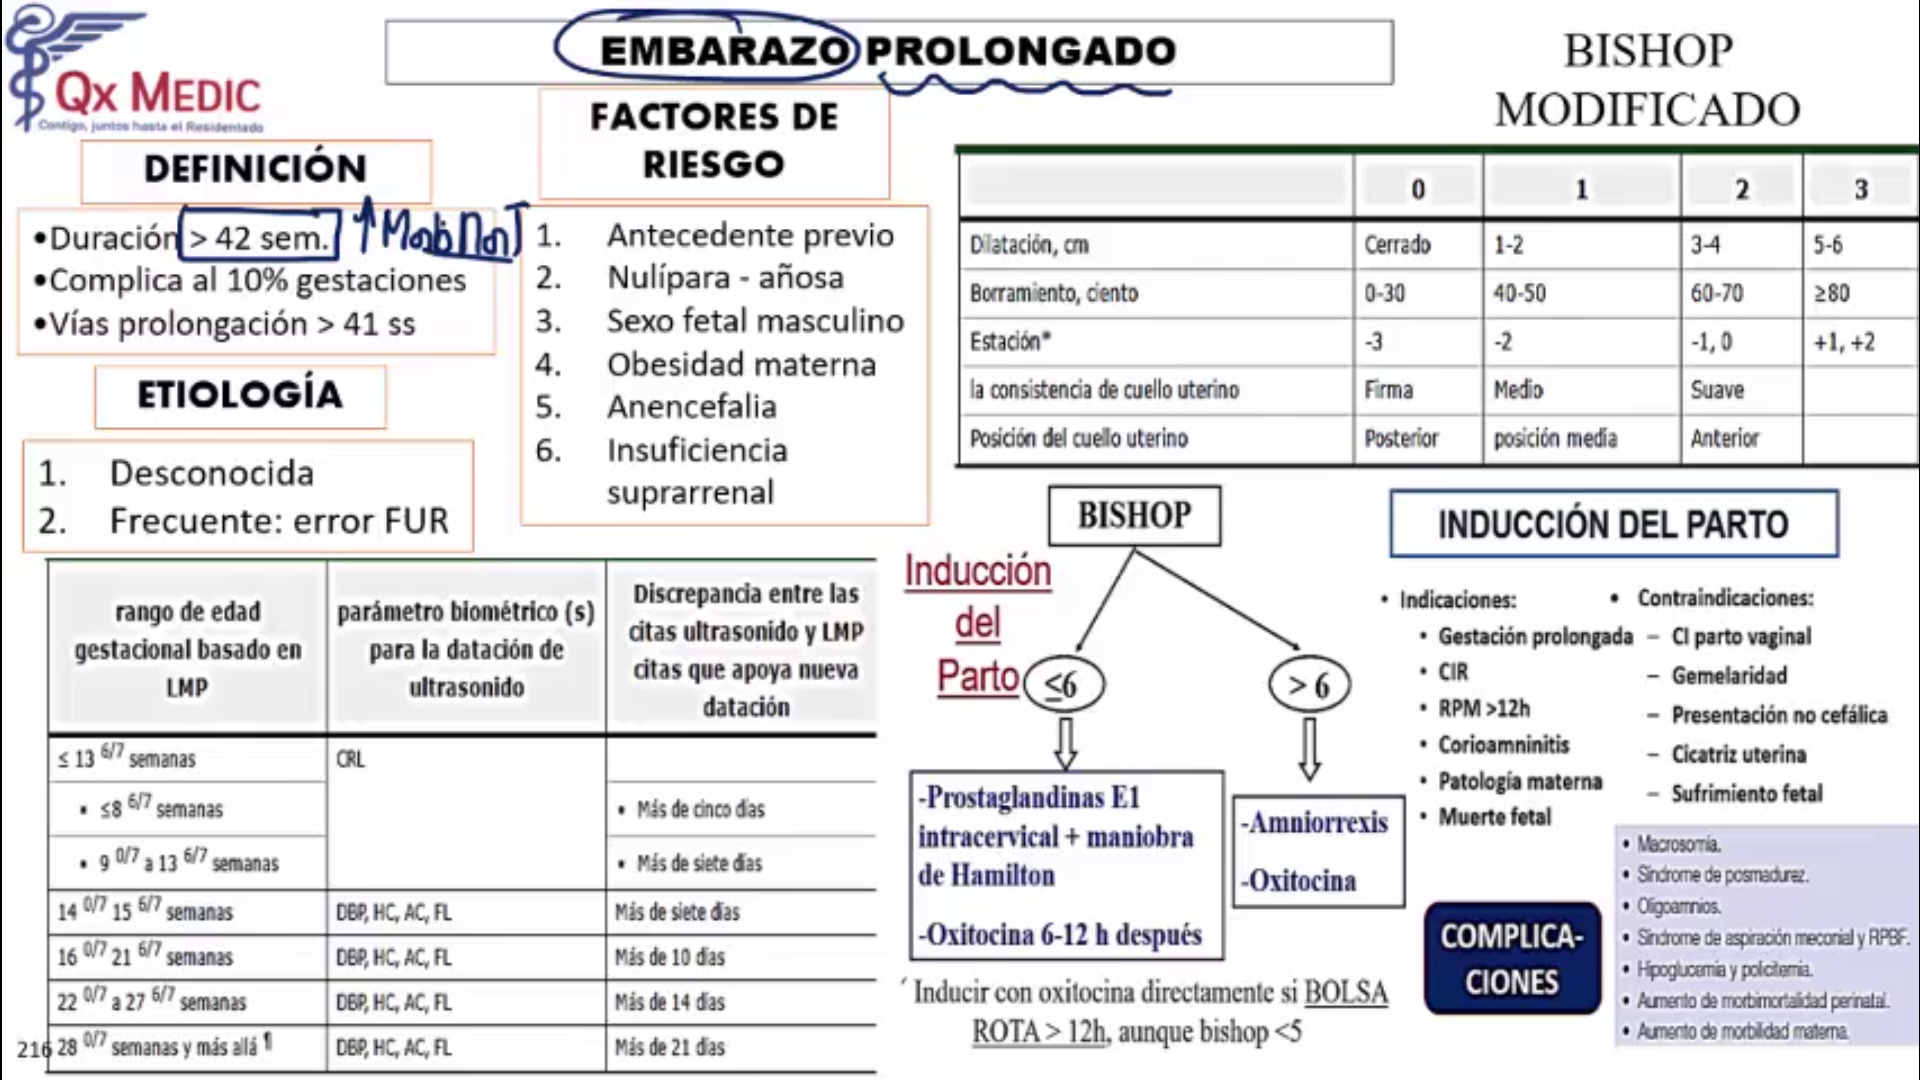 QX MEDIC
Contigo, juntos hasta el Residentado
EMBARAZO PROLONGADO
DEFINICIÓN
•Duración > 42 sem.
•Complica al 10% gestaciones
•Vías prolongación > 41 ss
ETIOLOGÍA
1. Desconocida
2. Frecuente: error FUR
FACTORES DE
RIESGO
1. Antecedente previo
2. Nulípara - añosa
3. Sexo fetal masculino
4. Obesidad materna
5. Anencefalia
6. Insuficiencia
suprarrenal
BISHOP
MODIFICADO
0 1 2 3
Dilatación, cm Cerrado 1-2 3-4 5-6
Borramiento, ciento 0-30 40-50 60-70 ≥80
Estación* -3 -2 -1, 0 +1, +2
la consistencia de cuello uterino Firma Medio Suave
Posición del cuello uterino Posterior posición media Anterior
rango de edad
gestacional basado en
LMP
parámetro biométrico (s)
para la datación de
ultrasonido
Discrepancia entre las
citas ultrasonido y LMP
citas que apoya nueva
datación
≤ 13 6/7 semanas CRL
• ≤8 6/7 semanas • Más de cinco días
• 9 0/7 a 13 6/7 semanas • Más de siete días
14 0/7 15 6/7 semanas DBP, HC, AC, FL Más de siete días
16 0/7 21 6/7 semanas DBP, HC, AC, FL Más de 10 días
22 0/7 a 27 6/7 semanas DBP, HC, AC, FL Más de 14 días
28 0/7 semanas y más allá ¶ DBP, HC, AC, FL Más de 21 días
216
Inducción
del
Parto
BISHOP
≤6
> 6
-Prostaglandinas E1
intracervical + maniobra
de Hamilton
-Oxitocina 6-12 h después
-Amniorrexis
-Oxitocina
´ Inducir con oxitocina directamente si BOLSA
ROTA > 12h, aunque bishop <5
INDUCCIÓN DEL PARTO
• Indicaciones:
• Gestación prolongada
• CIR
• RPM >12h
• Corioamninitis
• Patología materna
• Muerte fetal
• Contraindicaciones:
– CI parto vaginal
– Gemelaridad
– Presentación no cefálica
– Cicatriz uterina
– Sufrimiento fetal
COMPLICA-
CIONES
• Macrosomía.
• Síndrome de posmadurez.
• Oligoamnios.
• Síndrome de aspiración meconial y RPBF.
• Hipoglucemia y policitemia.
• Aumento de morbimortalidad perinatal.
• Aumento de morbilidad materna.